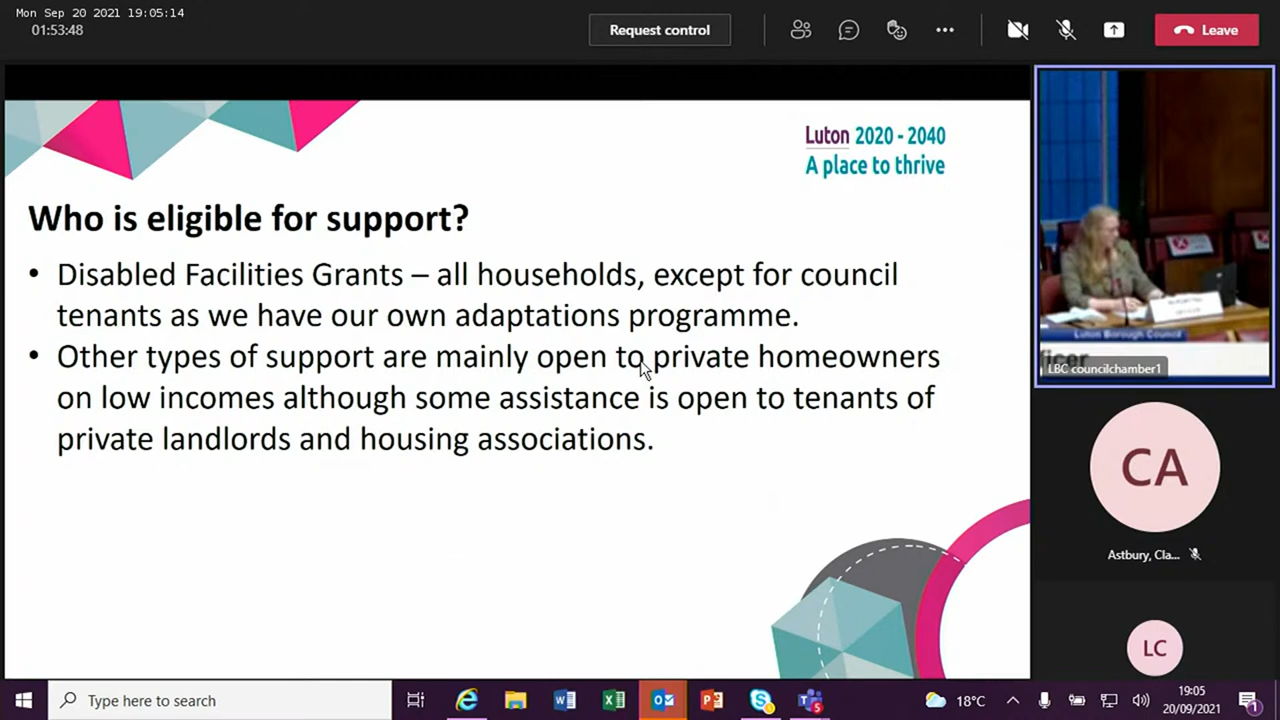 Mon Sep 20 2021 19:05:14
01:53:48
Request control
Leave
Luton 2020 - 2040
A place to thrive
Who is eligible for support?
• Disabled Facilities Grants – all households, except for council
tenants as we have our own adaptations programme.
• Other types of support are mainly open to private homeowners
on low incomes although some assistance is open to tenants of
private landlords and housing associations.
Luton Borough Council
LBC councilchamber1
CA
Astbury, Cla...
LC
Type here to search
18°C
19:05
20/09/2021
1
5